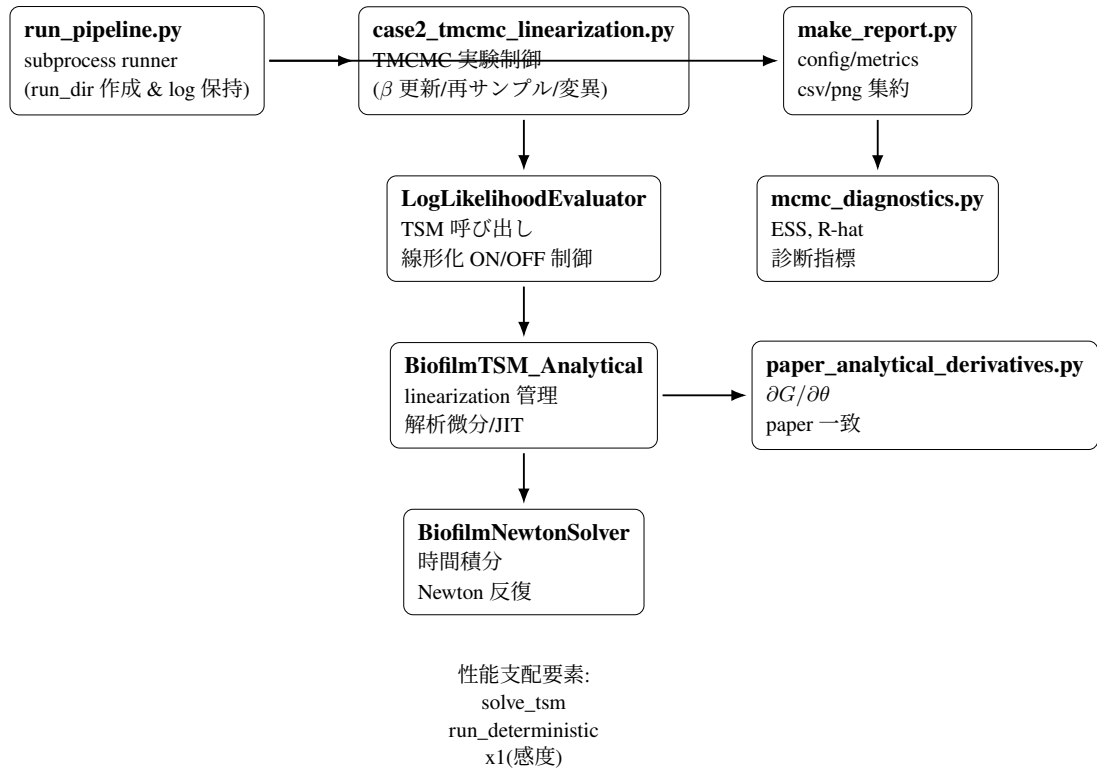 run_pipeline.py
subprocess runner
(run_dir 作成 & log 保持)
case2_tmcmc_linearization.py
TMCMC 実験制御
(β 更新/再サンプル/変異)
make_report.py
config/metrics
csv/png 集約
LogLikelihoodEvaluator
TSM 呼び出し
線形化 ON/OFF 制御
mcmc_diagnostics.py
ESS, R-hat
診断指標
BiofilmTSM_Analytical
linearization 管理
解析微分/JIT
paper_analytical_derivatives.py
∂G/∂θ
paper 一致
BiofilmNewtonSolver
時間積分
Newton 反復
性能支配要素:
solve_tsm
run_deterministic
x1(感度)